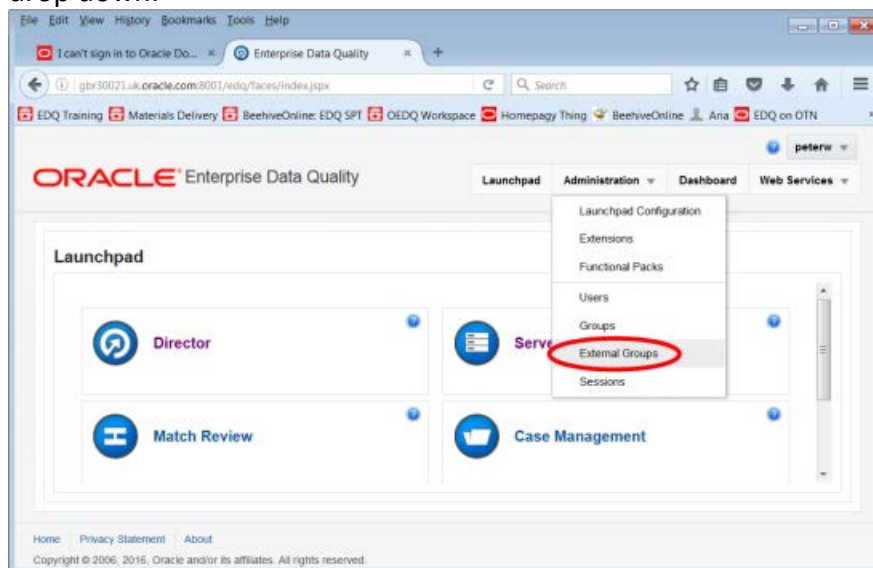 drop down.
File Edit View History Bookmarks Tools Help
I can't sign in to Oracle Do... × Enterprise Data Quality × +
gbr30021.uk.oracle.com:8001/edq/faces/index.jspx Search
EDQ Training Materials Delivery BeehiveOnline: EDQ SPT OEDQ Workspace Homepagy Thing BeehiveOnline Aria EDQ on OTN
peterw
ORACLE Enterprise Data Quality Launchpad Administration Dashboard Web Services
Launchpad Configuration
Extensions
Functional Packs
Users
Groups
External Groups
Sessions
Launchpad
Director Serve
Match Review Case Management
Home Privacy Statement About
Copyright © 2006, 2016, Oracle and/or its affiliates. All rights reserved.